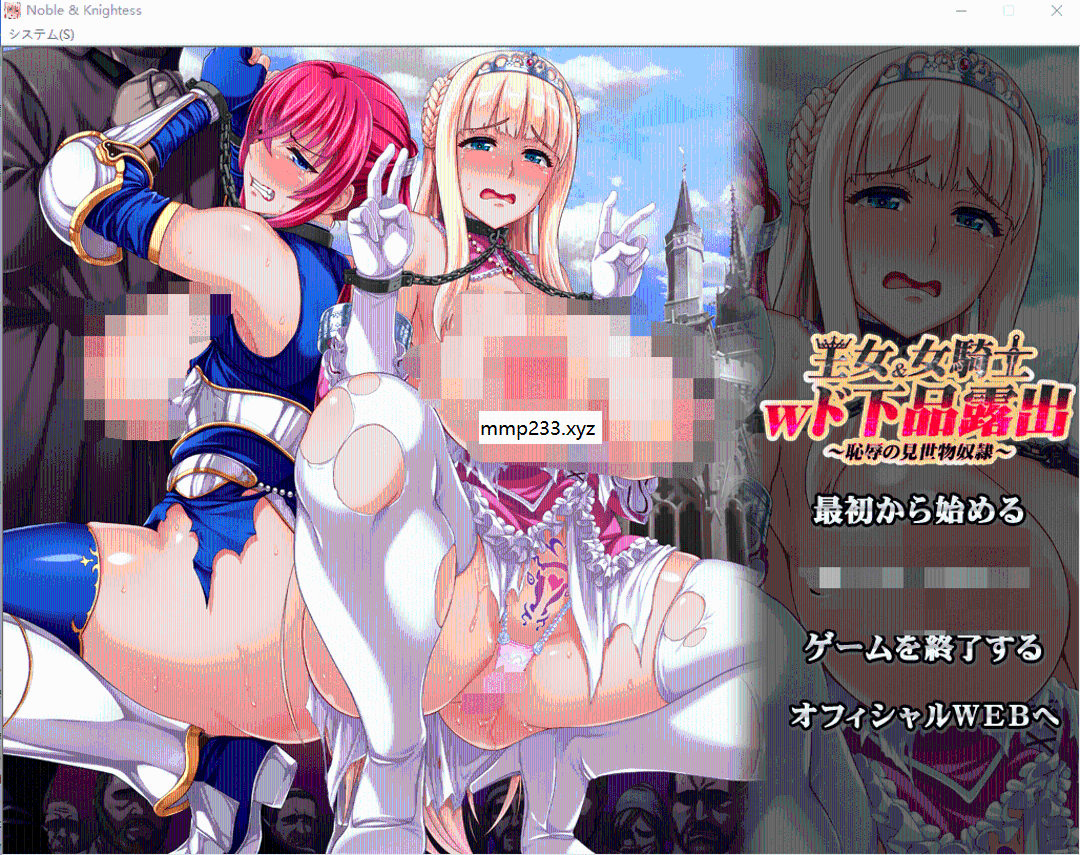 Noble & Knightess
システム(S)
王女&女騎士
Wド下品露出
～恥辱の見世物奴隷～
mmp233.xyz
最初から始める
ゲームを終了する
オフィシャルWEBへ